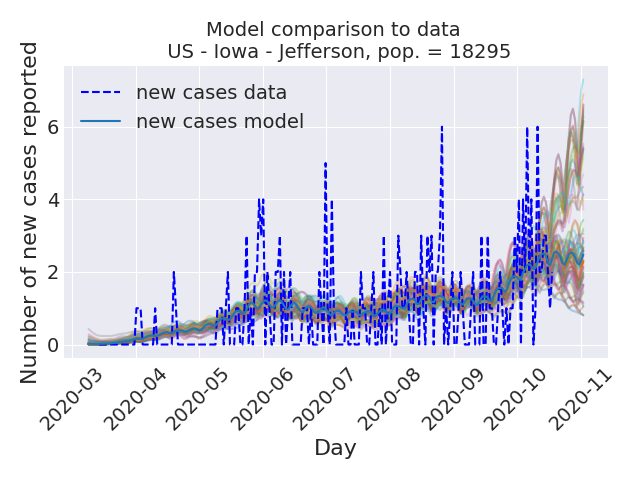 Model comparison to data
US - Iowa - Jefferson, pop. = 18295
new cases data
new cases model
Number of new cases reported
6
4
2
0
2020-03
2020-04
2020-05
2020-06
2020-07
2020-08
2020-09
2020-10
2020-11
Day